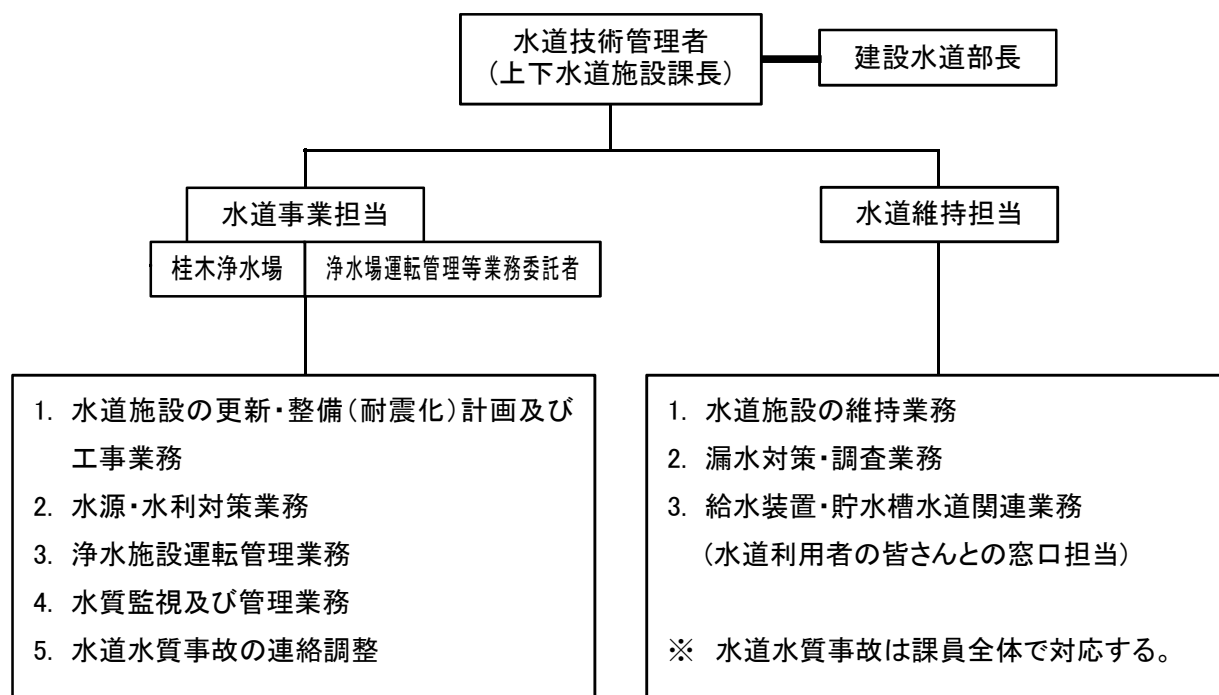 水道技術管理者
(上下水道施設課長)
建設水道部長
水道事業担当
水道維持担当
桂木浄水場
浄水場運転管理等業務委託者
1. 水道施設の更新・整備(耐震化)計画及び
工事業務
2. 水源・水利対策業務
3. 浄水施設運転管理業務
4. 水質監視及び管理業務
5. 水道水質事故の連絡調整
1. 水道施設の維持業務
2. 漏水対策・調査業務
3. 給水装置・貯水槽水道関連業務
(水道利用者の皆さんとの窓口担当)
※ 水道水質事故は課員全体で対応する。